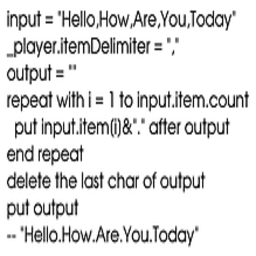 input = "Hello,How,Are,You,Today"
_player.itemDelimiter = ","
output = ""
repeat with i = 1 to input.item.count
  put input.item(i)&"." after output
end repeat
delete the last char of output
put output
-- "Hello.How.Are.You.Today"